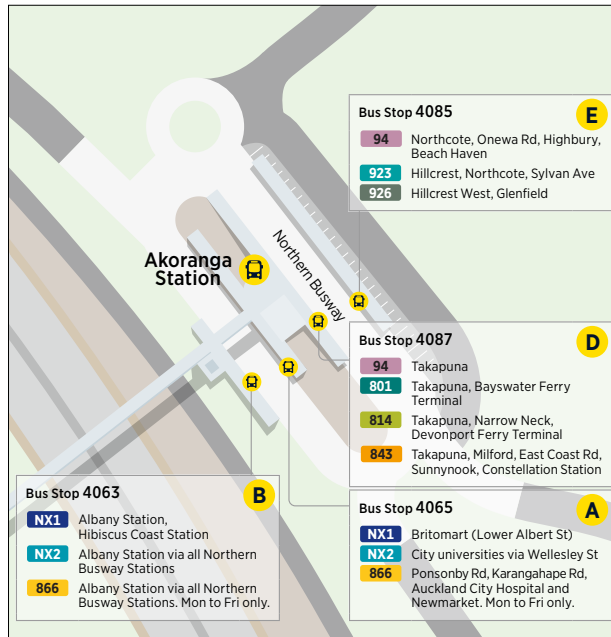 Bus Stop 4085
E
94 Northcote, Onewa Rd, Highbury,
Beach Haven
923 Hillcrest, Northcote, Sylvan Ave
926 Hillcrest West, Glenfield
Akoranga
Station
Northern Busway
Bus Stop 4087
D
94 Takapuna
801 Takapuna, Bayswater Ferry
Terminal
814 Takapuna, Narrow Neck,
Devonport Ferry Terminal
843 Takapuna, Milford, East Coast Rd,
Sunnynook, Constellation Station
Bus Stop 4063
B
NX1 Albany Station,
Hibiscus Coast Station
NX2 Albany Station via all Northern
Busway Stations
866 Albany Station via all Northern
Busway Stations. Mon to Fri only.
Bus Stop 4065
A
NX1 Britomart (Lower Albert St)
NX2 City universities via Wellesley St
866 Ponsonby Rd, Karangahape Rd,
Auckland City Hospital and
Newmarket. Mon to Fri only.